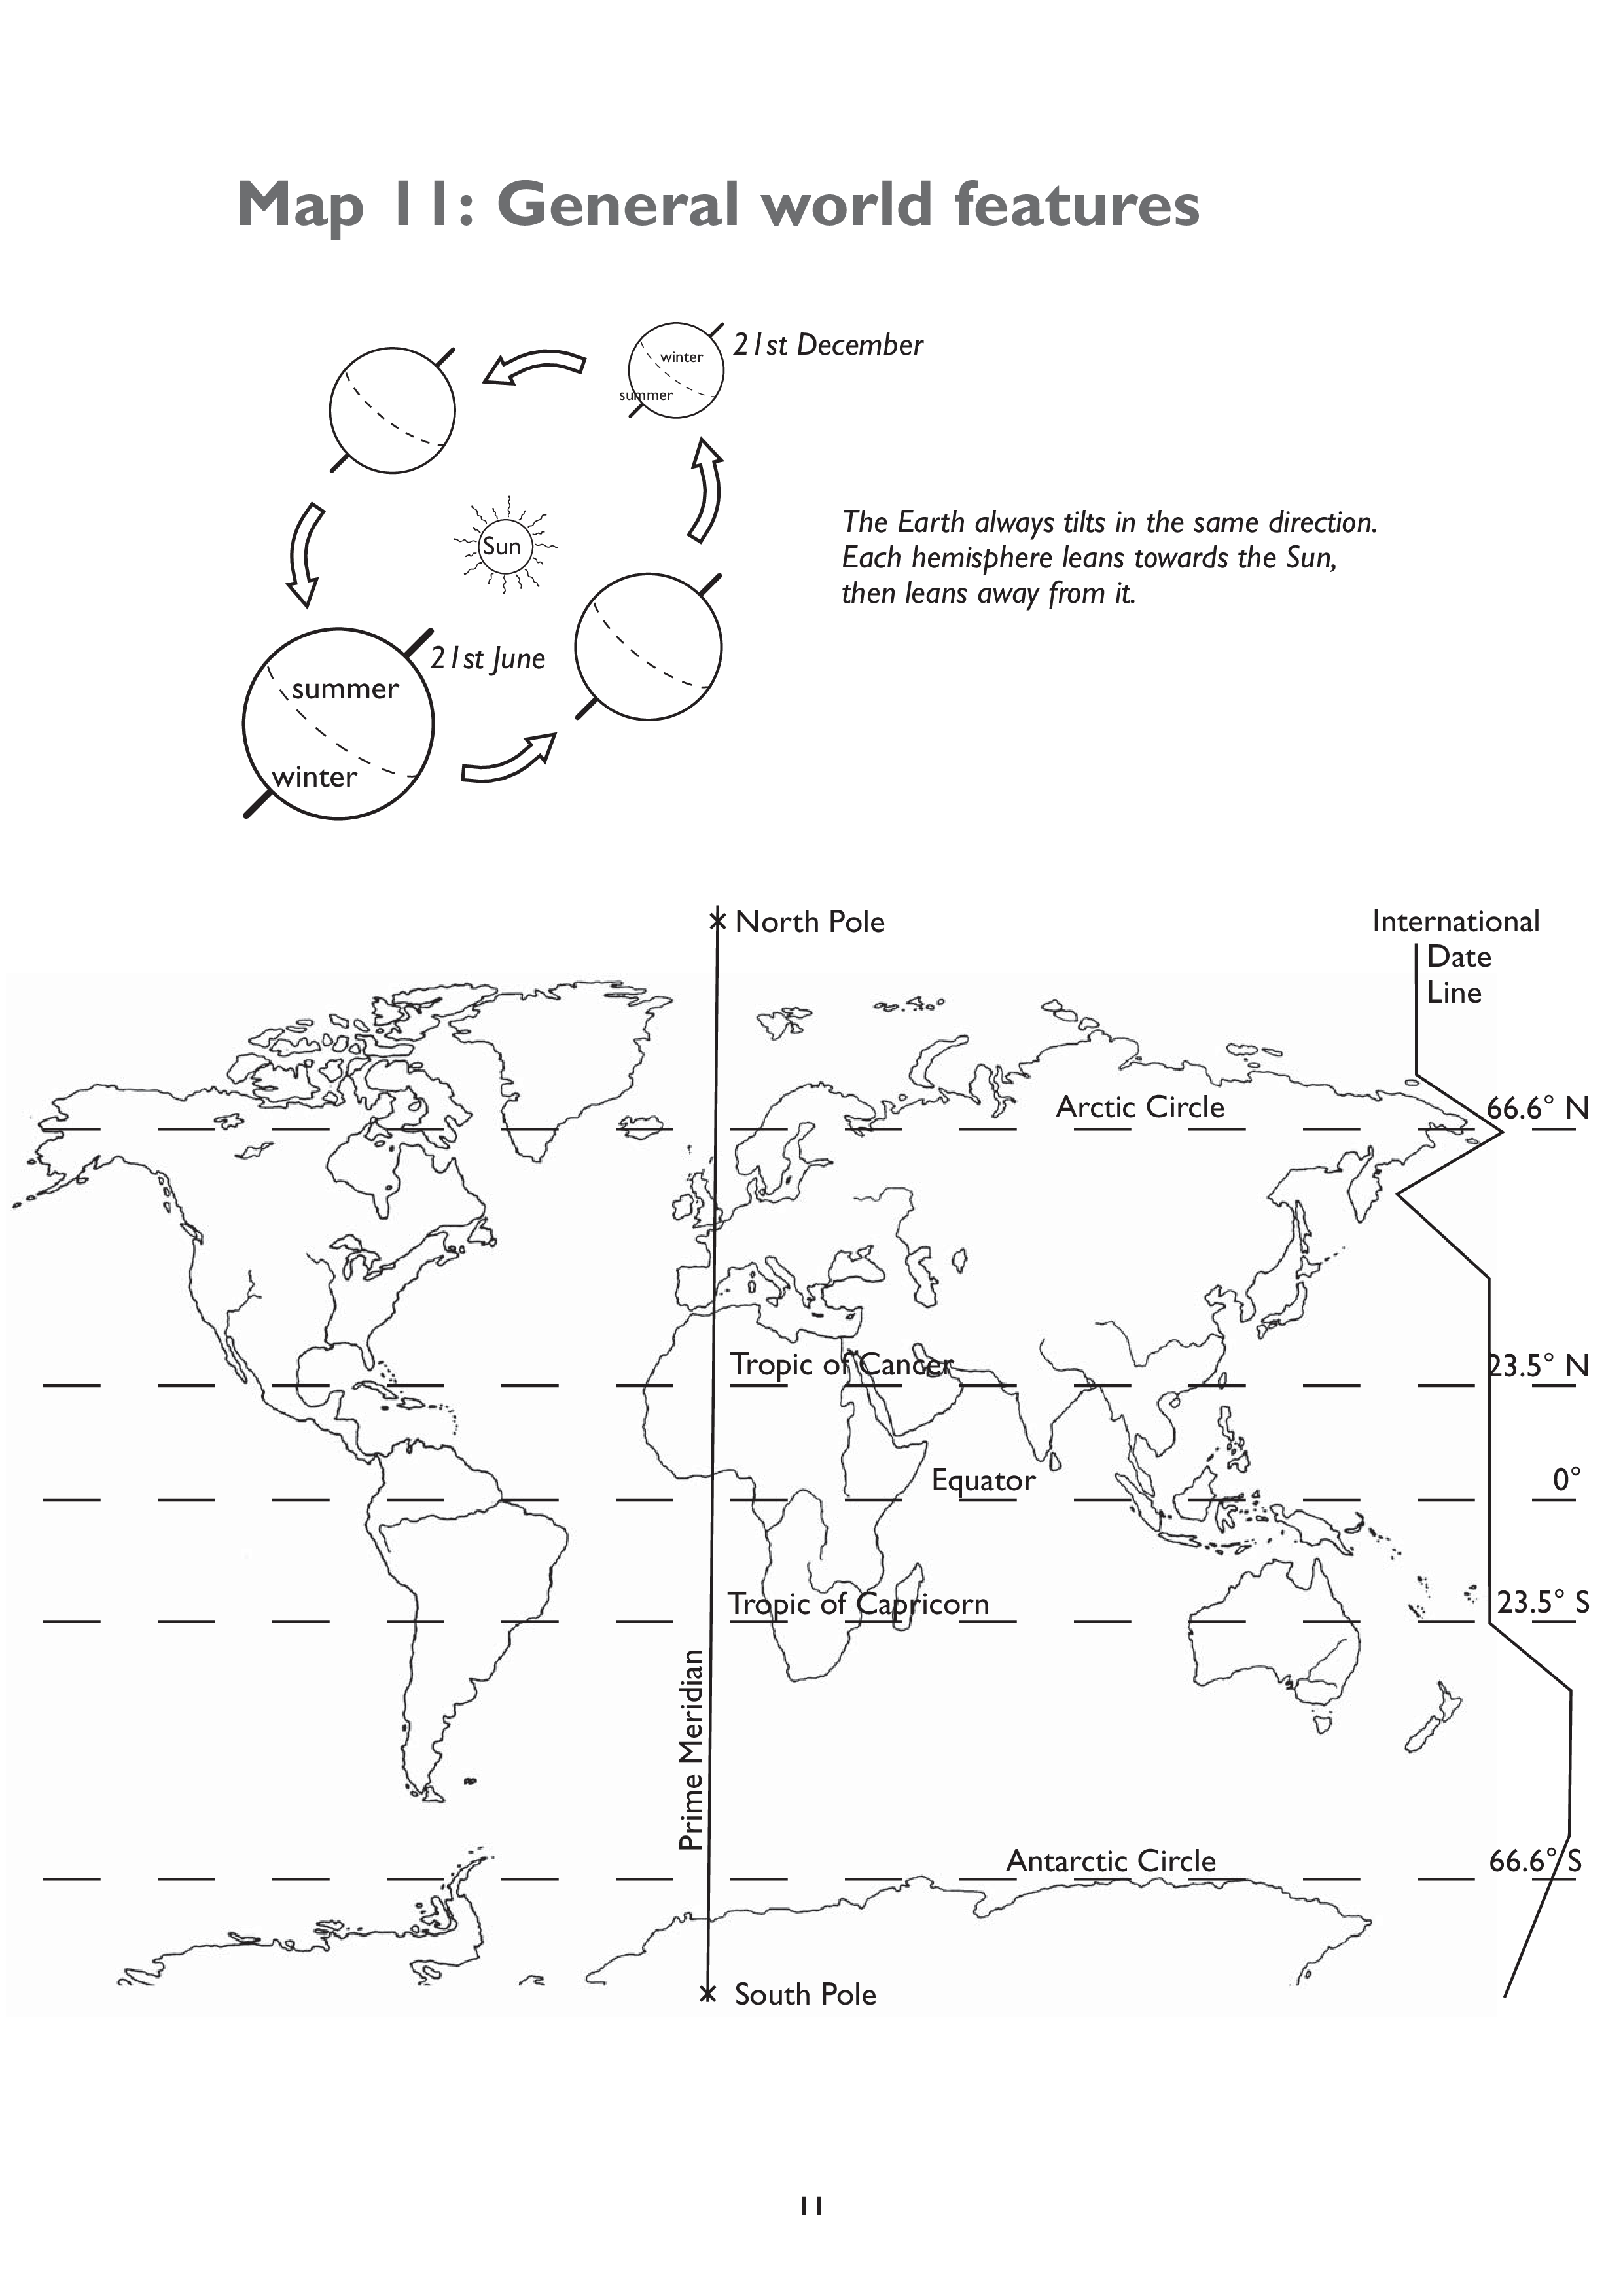 Map 11: General world features
21st December
winter
summer
Sun
The Earth always tilts in the same direction.
Each hemisphere leans towards the Sun,
then leans away from it.
21st June
summer
winter
North Pole
International
Date
Line
Arctic Circle
66.6° N
Tropic of Cancer
23.5° N
Equator
0°
Tropic of Capricorn
23.5° S
Prime Meridian
Antarctic Circle
66.6° S
South Pole
11